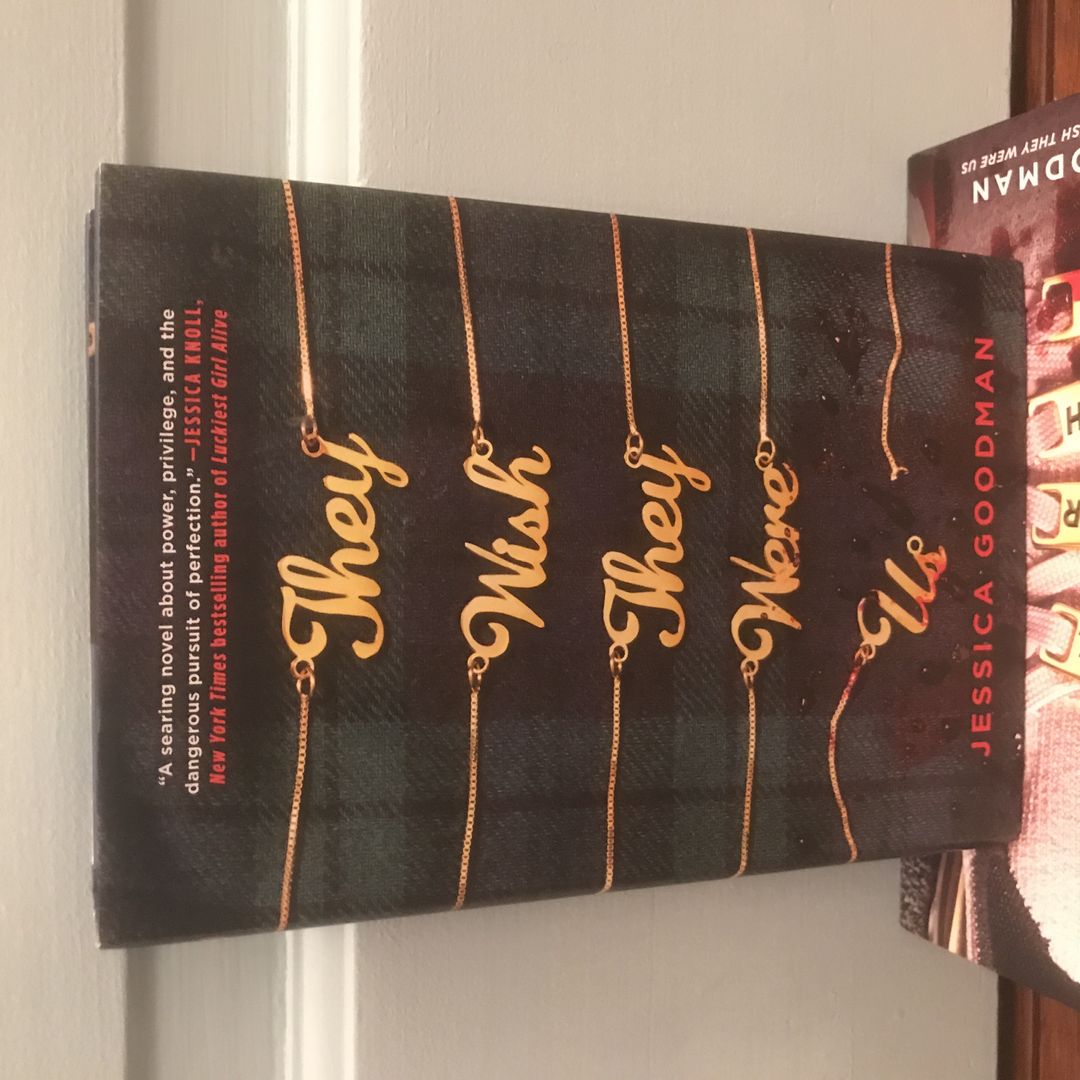 “A searing novel about power, privilege, and the
dangerous pursuit of perfection.” —JESSICA KNOLL,
New York Times bestselling author of Luckiest Girl Alive
They
Wish
They
Were
Us
JESSICA GOODMAN
SH THEY WERE US
ODMAN
H
R